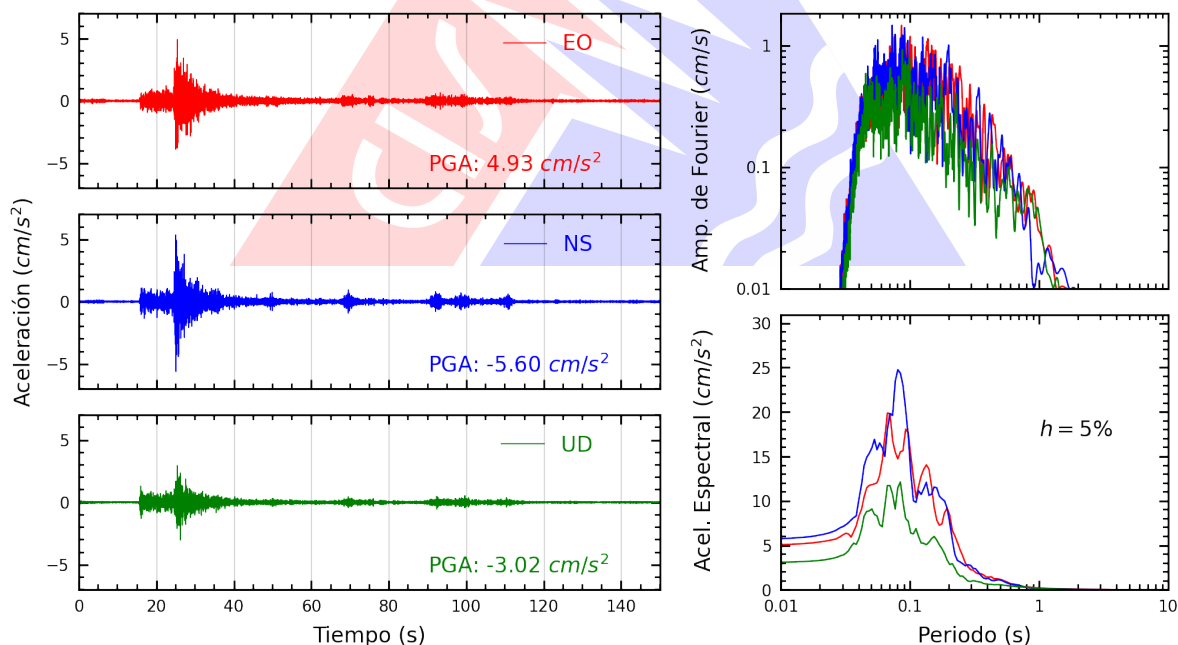 Aceleración (cm/s²)
5
0
−5
EO
PGA: 4.93 cm/s²
5
0
−5
NS
PGA: -5.60 cm/s²
5
0
−5
UD
PGA: -3.02 cm/s²
0 20 40 60 80 100 120 140
Tiempo (s)
Amp. de Fourier (cm/s)
1
0.1
0.01
Acel. Espectral (cm/s²)
30
25
20
15
10
5
0
h = 5%
0.01 0.1 1 10
Periodo (s)
CIS